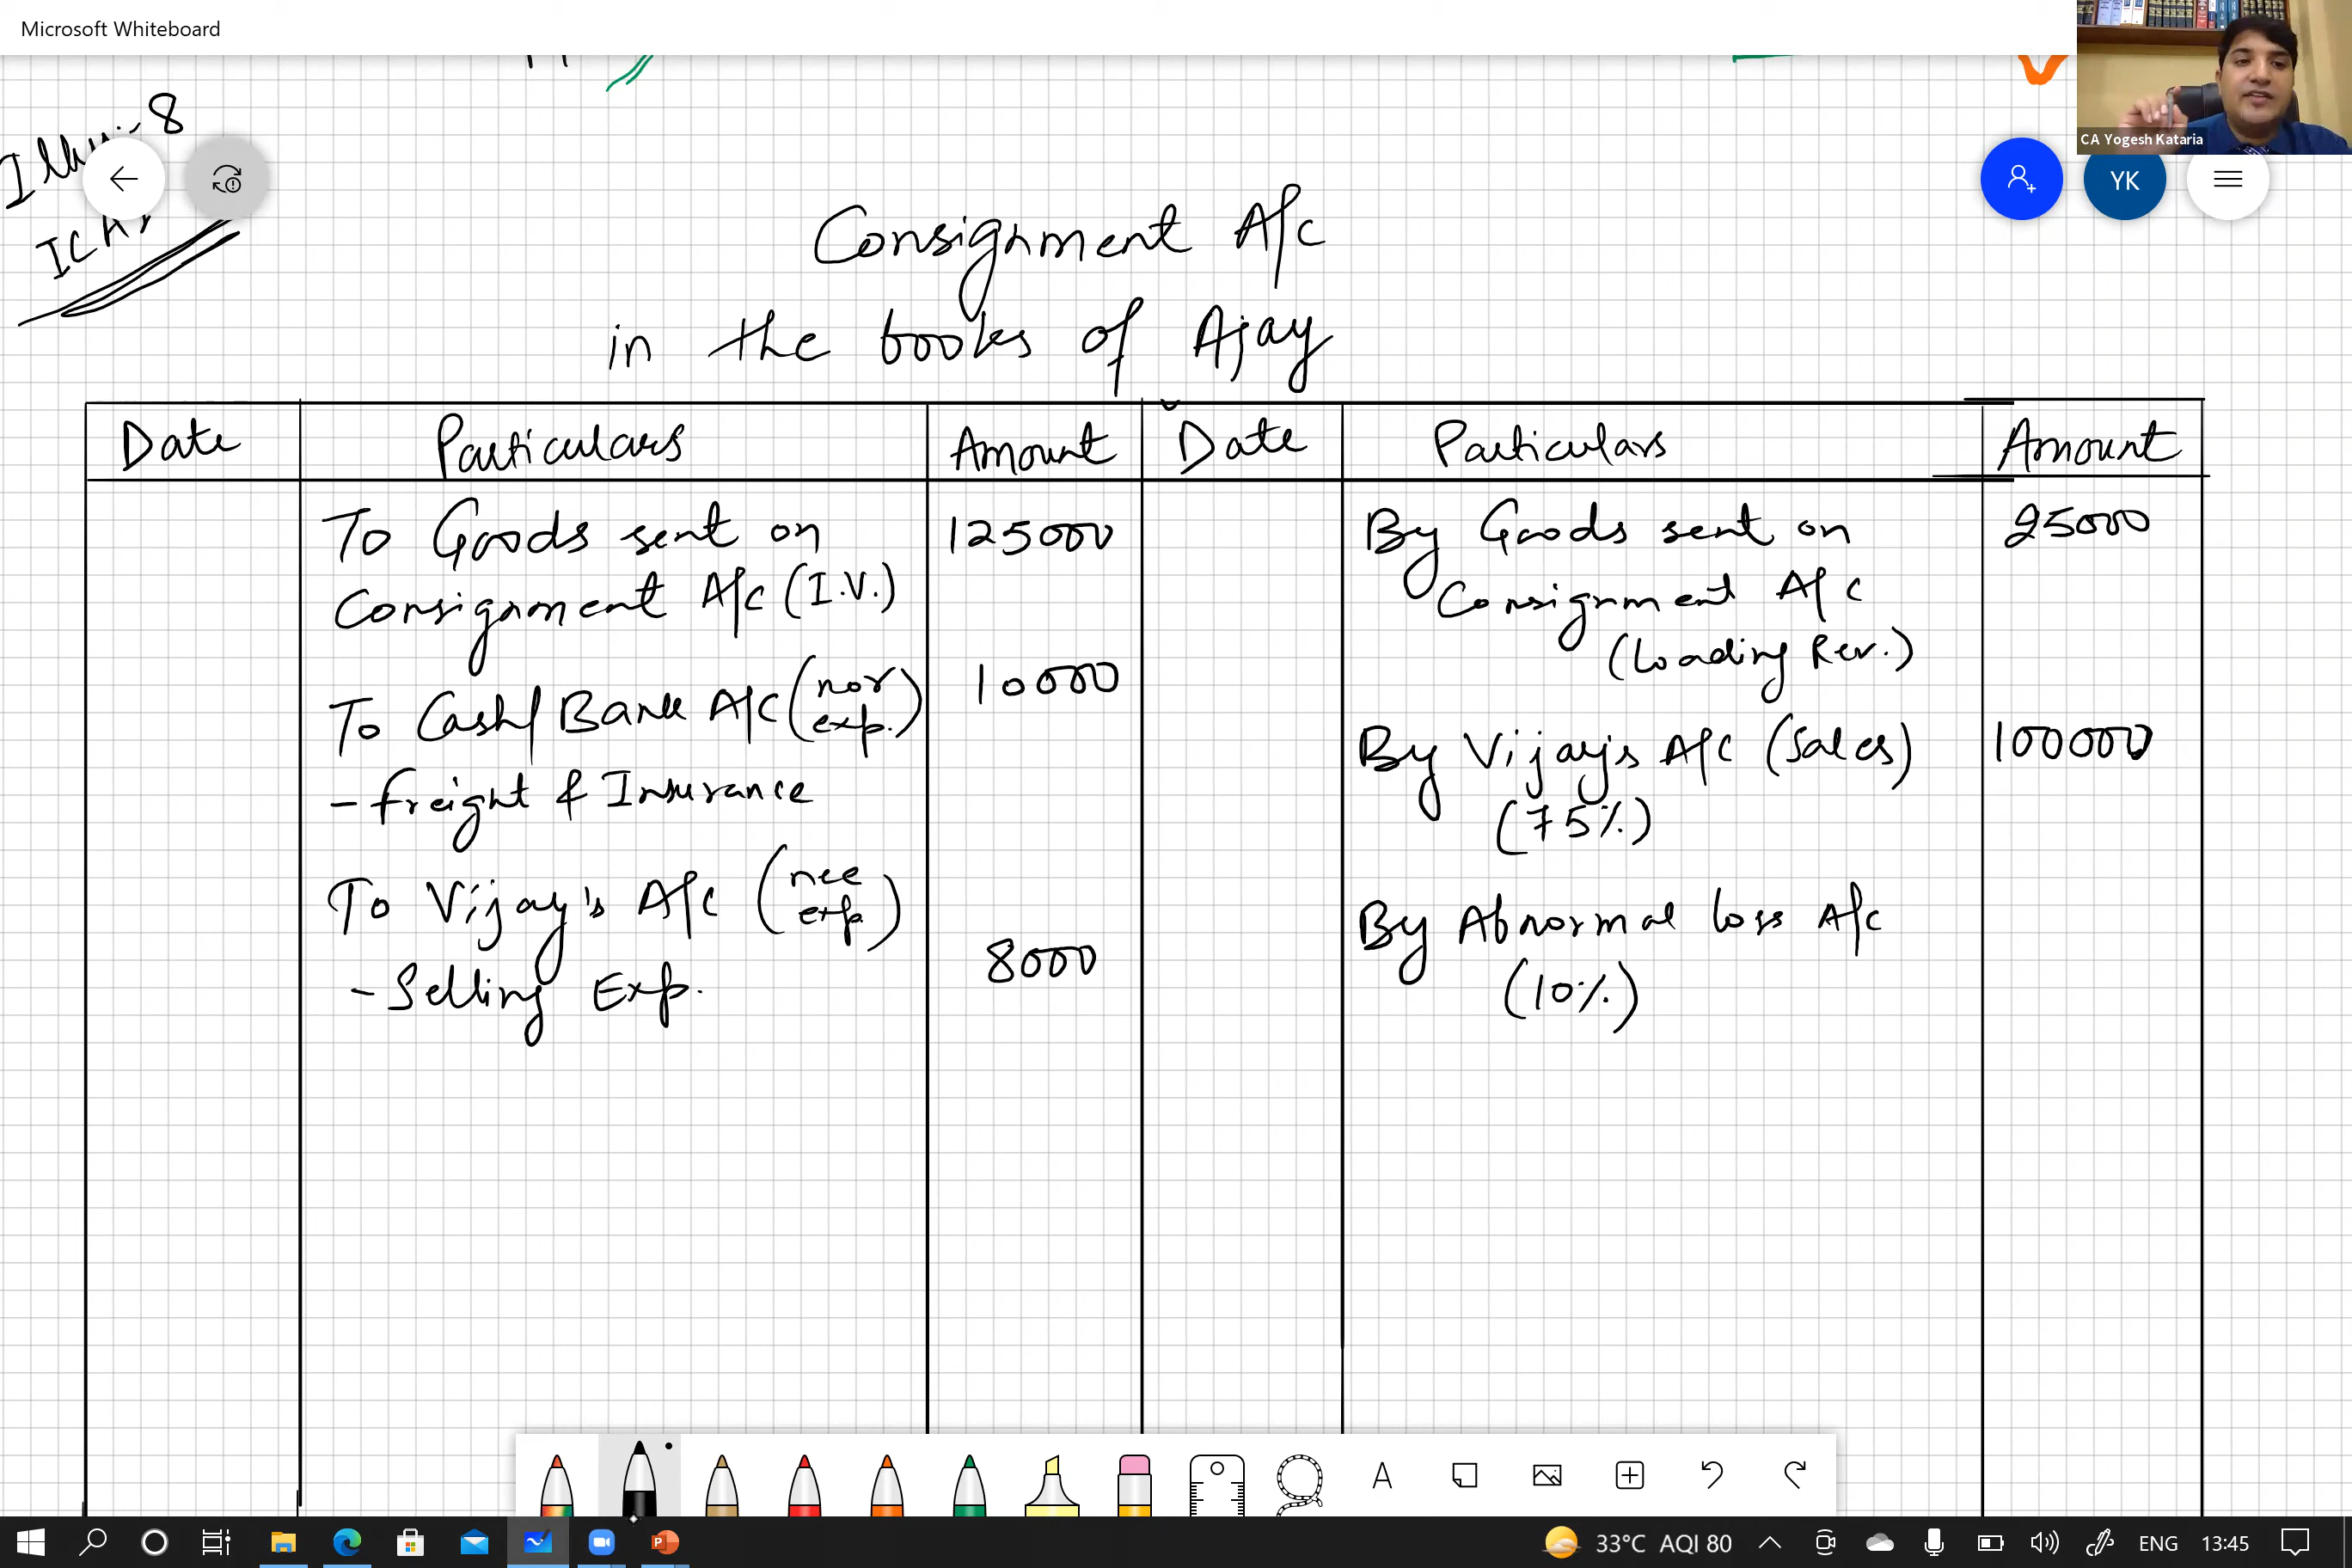 Microsoft Whiteboard
CA Yogesh Kataria
YK
Illus:- 8
ICAI
Consignment A/c
in the books of Ajay
Date Particulars Amount Date Particulars Amount
To Goods sent on 125000 By Goods sent on 25000
Consignment A/c (I.V.) Consignment A/c
(Loading Rev.)
To Cash/Bank A/c (nor exp.) 10000
- freight & Insurance
By Vijay's A/c (Sales) 100000
(75%)
To Vijay's A/c (nee exp)
- Selling Exp. 8000
By Abnormal loss A/c
(10%)
33°C AQI 80
ENG
13:45